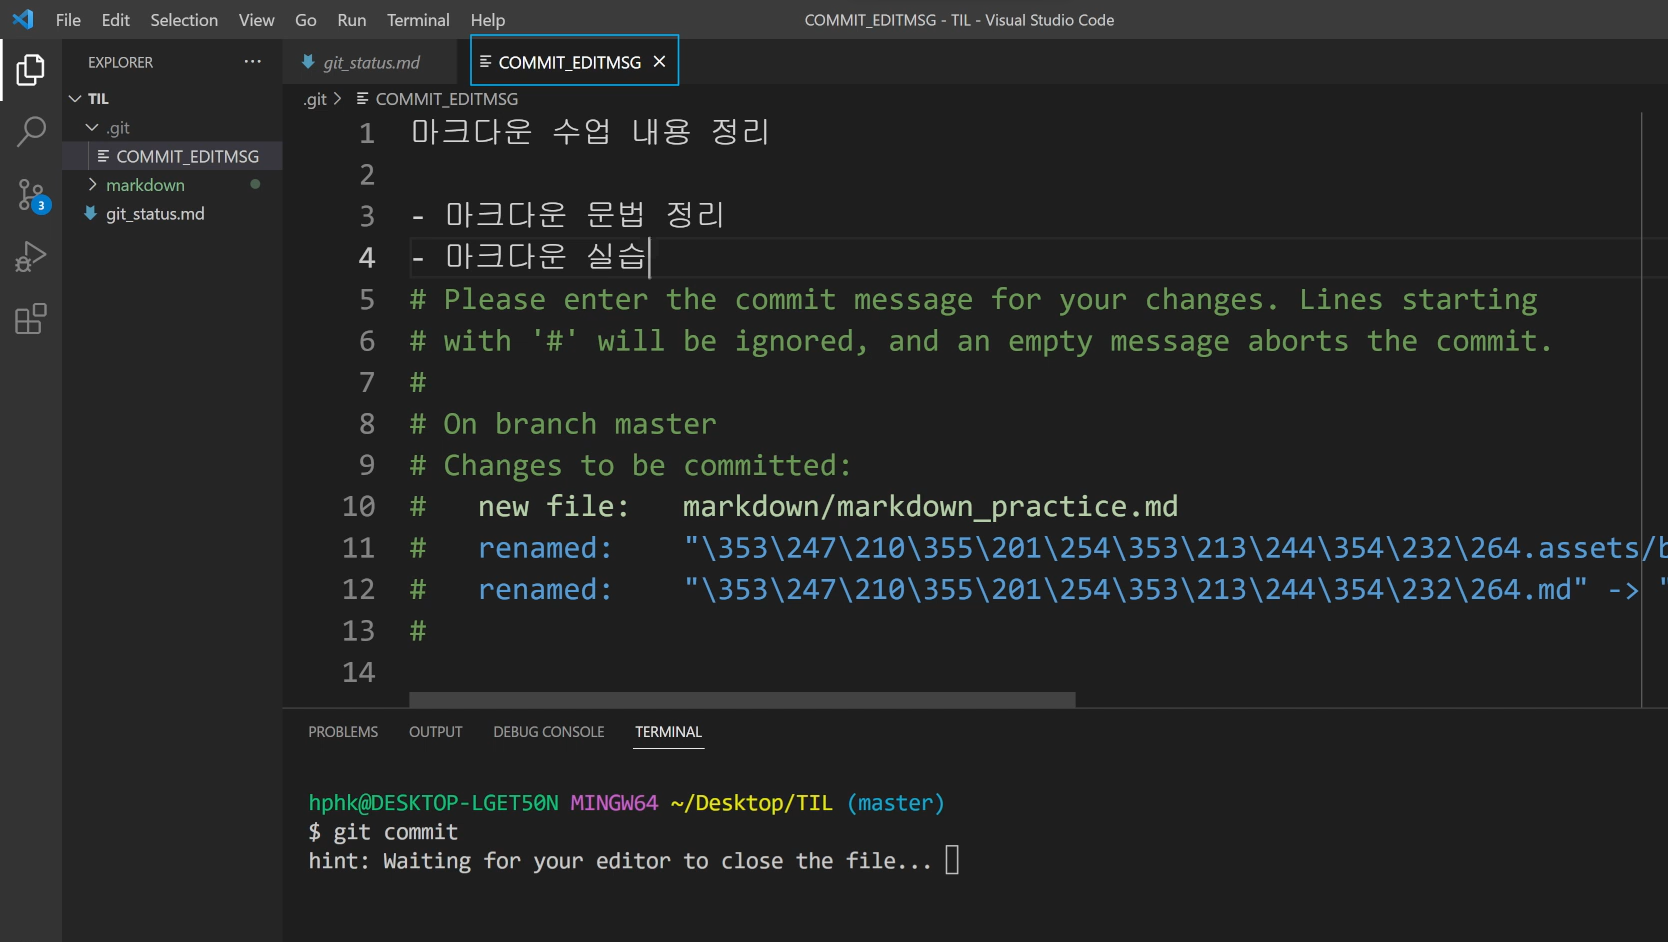 File Edit Selection View Go Run Terminal Help COMMIT_EDITMSG - TIL - Visual Studio Code
EXPLORER ...
git_status.md COMMIT_EDITMSG
TIL
.git
COMMIT_EDITMSG
markdown
git_status.md
3
.git > COMMIT_EDITMSG
1 마크다운 수업 내용 정리
2
3 - 마크다운 문법 정리
4 - 마크다운 실습
5 # Please enter the commit message for your changes. Lines starting
6 # with '#' will be ignored, and an empty message aborts the commit.
7 #
8 # On branch master
9 # Changes to be committed:
10 # new file: markdown/markdown_practice.md
11 # renamed: "\353\247\210\355\201\254\353\213\244\354\232\264.assets/b
12 # renamed: "\353\247\210\355\201\254\353\213\244\354\232\264.md" -> "
13 #
14
PROBLEMS OUTPUT DEBUG CONSOLE TERMINAL
hphk@DESKTOP-LGET50N MINGW64 ~/Desktop/TIL (master)
$ git commit
hint: Waiting for your editor to close the file...